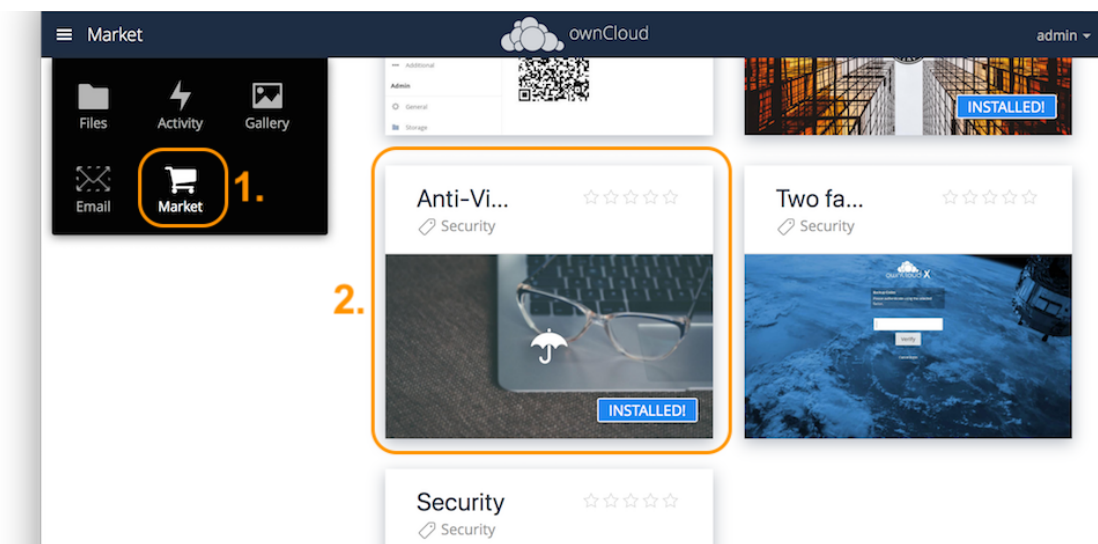 Market
ownCloud
admin
Files
Activity
Gallery
Email
Market
1.
Additional
Admin
General
Storage
INSTALLED!
2.
Anti-Vi...
Security
INSTALLED!
Two fa...
Security
ownCloud X
Verify
Security
Security